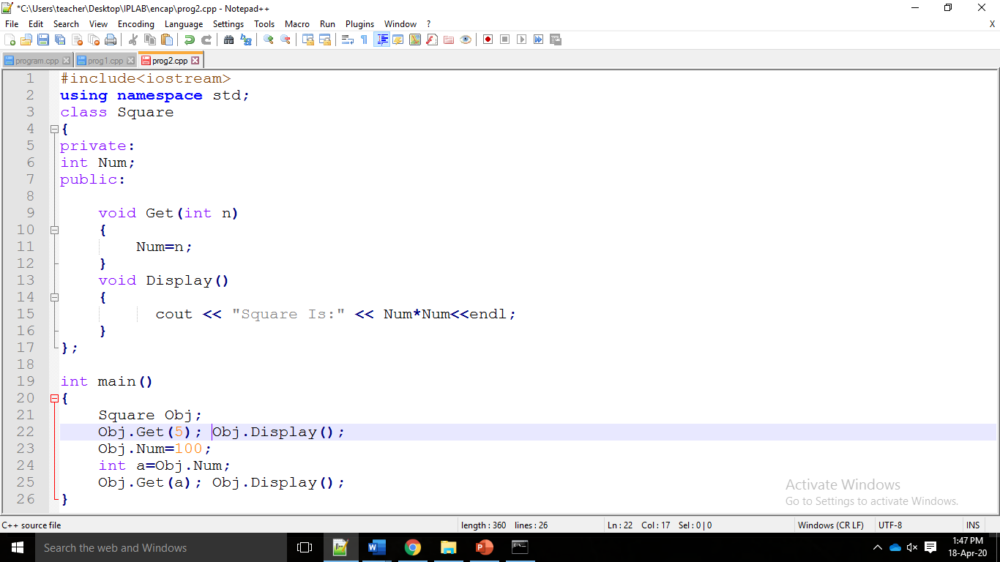 *C:\Users\teacher\Desktop\IPLAB\encap\prog2.cpp - Notepad++
File Edit Search View Encoding Language Settings Tools Macro Run Plugins Window ? X
program.cpp prog1.cpp prog2.cpp
1 #include<iostream>
2 using namespace std;
3 class Square
4 {
5 private:
6 int Num;
7 public:
8
9 void Get(int n)
10 {
11 Num=n;
12 }
13 void Display()
14 {
15 cout << "Square Is:" << Num*Num<<endl;
16 }
17 };
18
19 int main()
20 {
21 Square Obj;
22 Obj.Get(5); Obj.Display();
23 Obj.Num=100;
24 int a=Obj.Num;
25 Obj.Get(a); Obj.Display();
26 }
Activate Windows
Go to Settings to activate Windows.
C++ source file length : 360 lines : 26 Ln : 22 Col : 17 Sel : 0 | 0 Windows (CR LF) UTF-8 INS
Search the web and Windows
1:47 PM
18-Apr-20